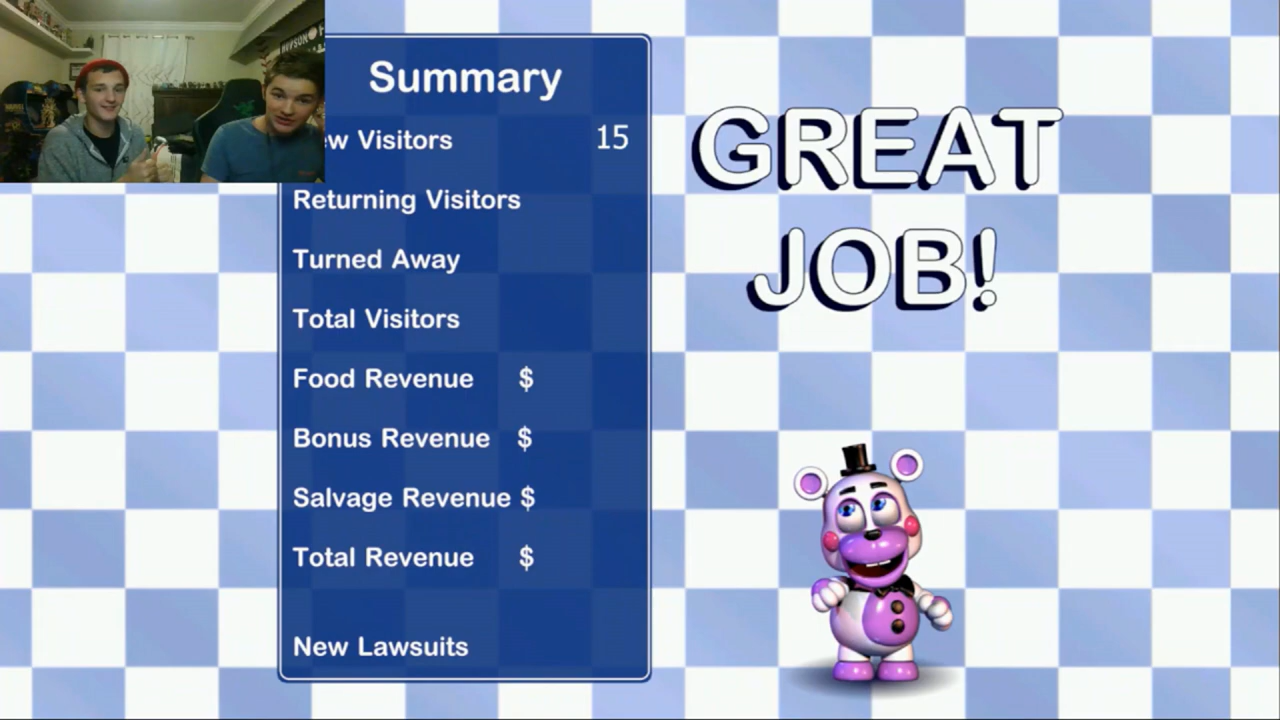 Summary
ew Visitors 15
Returning Visitors
Turned Away
Total Visitors
Food Revenue $
Bonus Revenue $
Salvage Revenue $
Total Revenue $
New Lawsuits
GREAT
JOB!